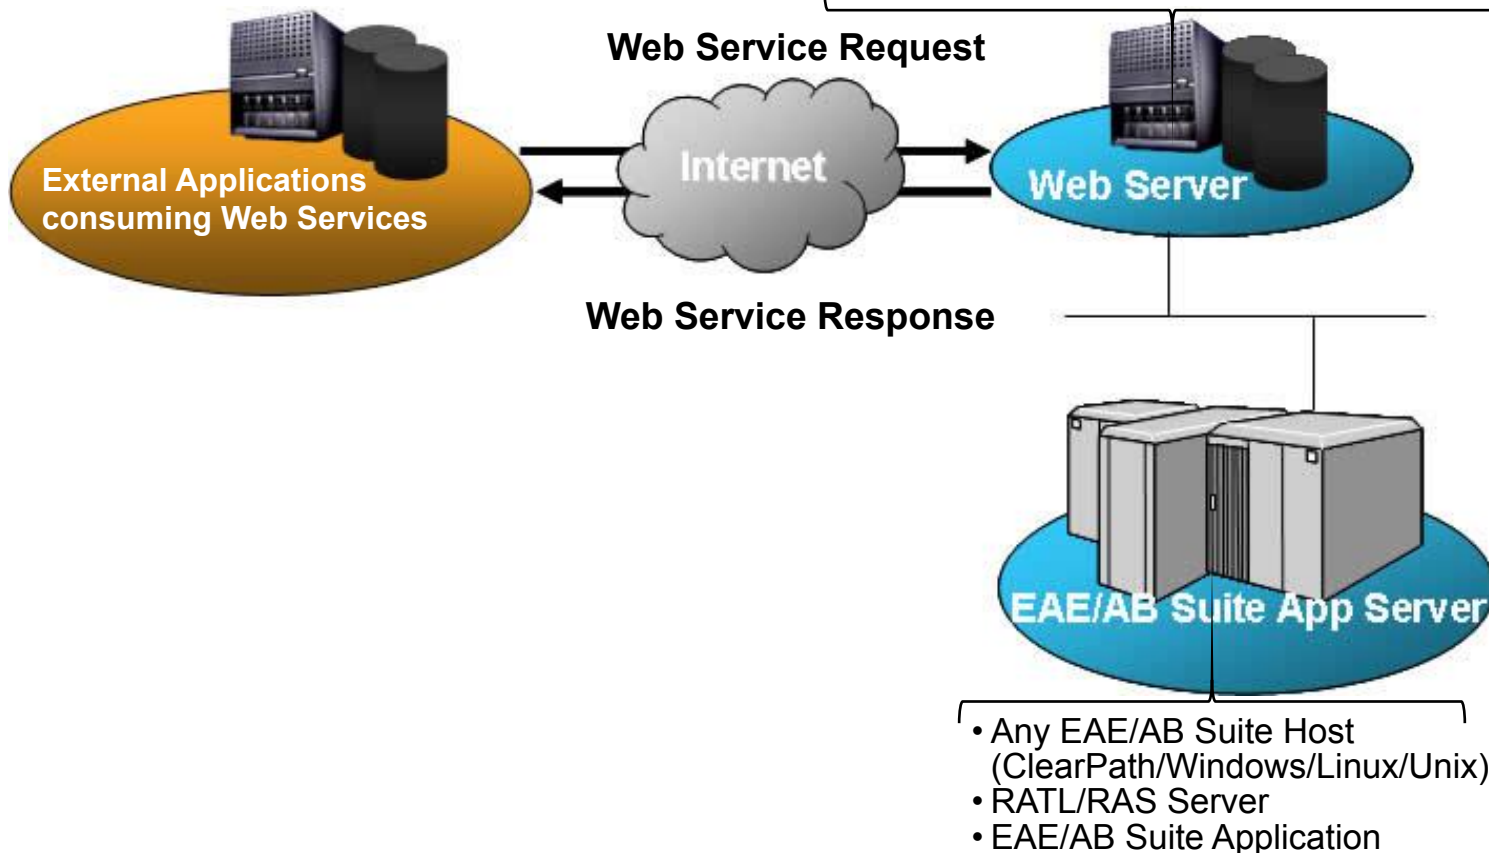 Web Service Request
External Applications
consuming Web Services
Internet
Web Server
Web Service Response
EAE/AB Suite App Server
• Any EAE/AB Suite Host
(ClearPath/Windows/Linux/Unix)
• RATL/RAS Server
• EAE/AB Suite Application